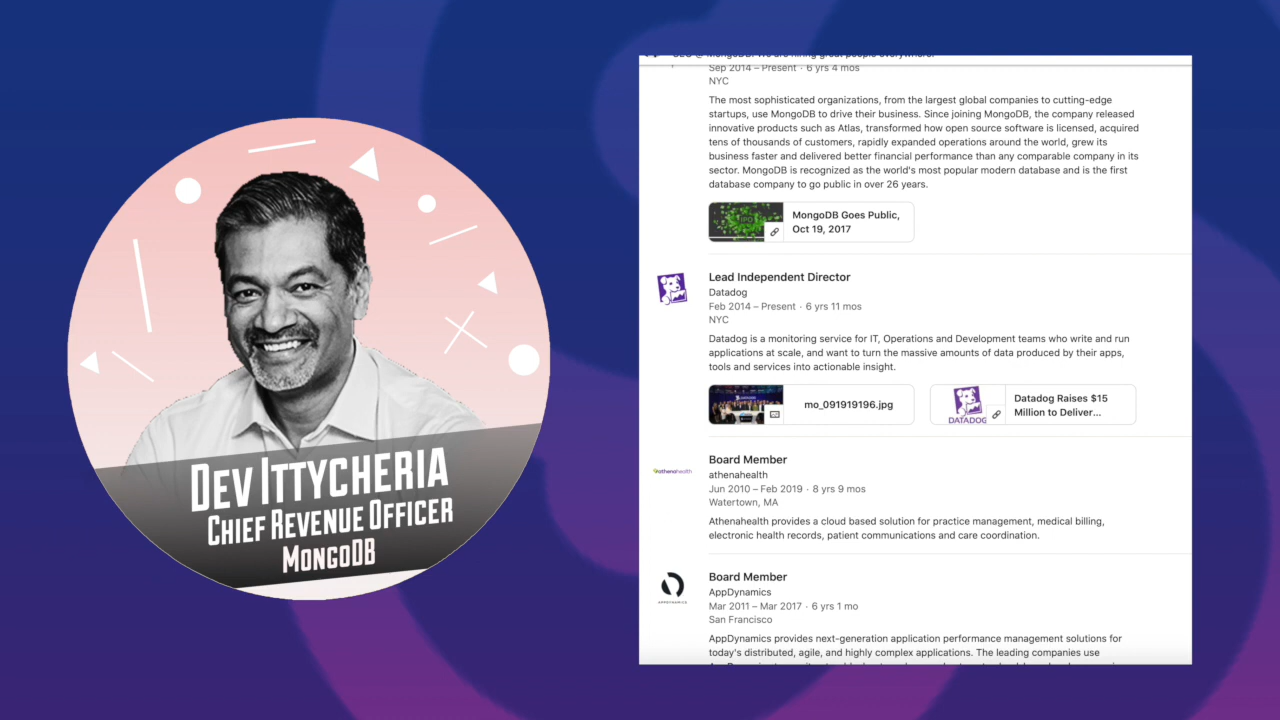 DEV ITTYCHERIA
CHIEF REVENUE OFFICER
MONGODB
CEO @ MongoDB. We are hiring great people everywhere!
Sep 2014 – Present · 6 yrs 4 mos
NYC
The most sophisticated organizations, from the largest global companies to cutting-edge
startups, use MongoDB to drive their business. Since joining MongoDB, the company released
innovative products such as Atlas, transformed how open source software is licensed, acquired
tens of thousands of customers, rapidly expanded operations around the world, grew its
business faster and delivered better financial performance than any comparable company in its
sector. MongoDB is recognized as the world's most popular modern database and is the first
database company to go public in over 26 years.
IPO
MongoDB Goes Public,
Oct 19, 2017
Lead Independent Director
Datadog
Feb 2014 – Present · 6 yrs 11 mos
NYC
Datadog is a monitoring service for IT, Operations and Development teams who write and run
applications at scale, and want to turn the massive amounts of data produced by their apps,
tools and services into actionable insight.
mo_091919196.jpg
DATADOG
Datadog Raises $15
Million to Deliver...
Board Member
athenahealth
athenahealth
Jun 2010 – Feb 2019 · 8 yrs 9 mos
Watertown, MA
Athenahealth provides a cloud based solution for practice management, medical billing,
electronic health records, patient communications and care coordination.
Board Member
APPDYNAMICS
AppDynamics
Mar 2011 – Mar 2017 · 6 yrs 1 mo
San Francisco
AppDynamics provides next-generation application performance management solutions for
today's distributed, agile, and highly complex applications. The leading companies use